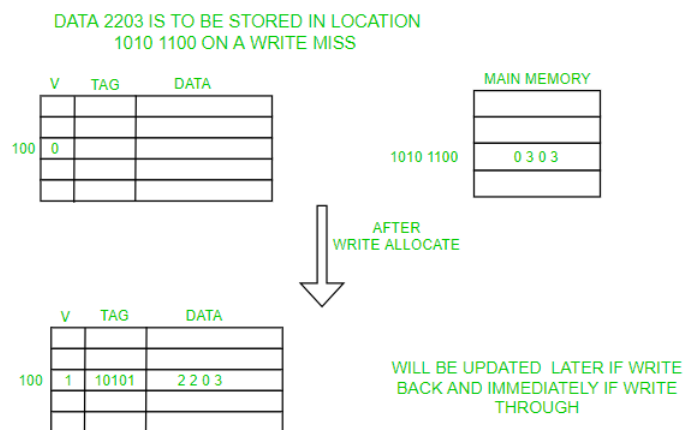 DATA 2203 IS TO BE STORED IN LOCATION
1010 1100 ON A WRITE MISS
V TAG DATA
MAIN MEMORY
100 0
1010 1100 0 3 0 3
AFTER
WRITE ALLOCATE
V TAG DATA
100 1 10101 2 2 0 3
WILL BE UPDATED LATER IF WRITE
BACK AND IMMEDIATELY IF WRITE
THROUGH